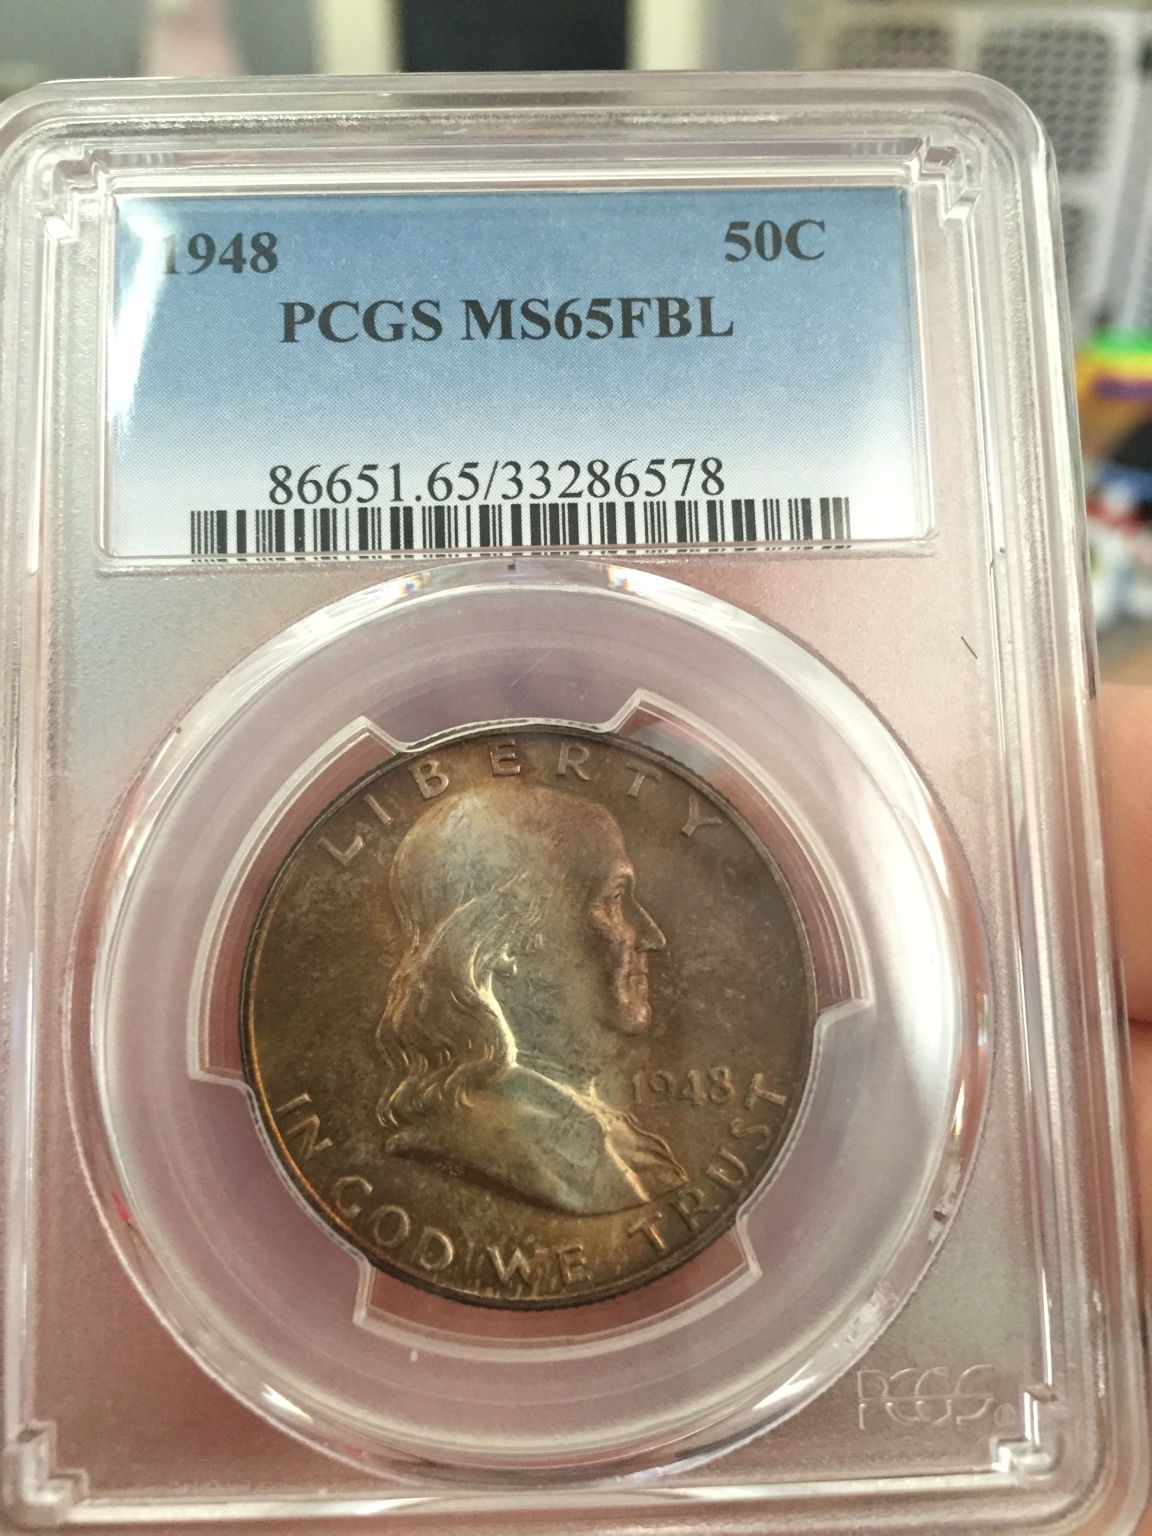 1948 50C
PCGS MS65FBL
86651.65/33286578
LIBERTY
1948
IN GOD WE TRUST
PCGS